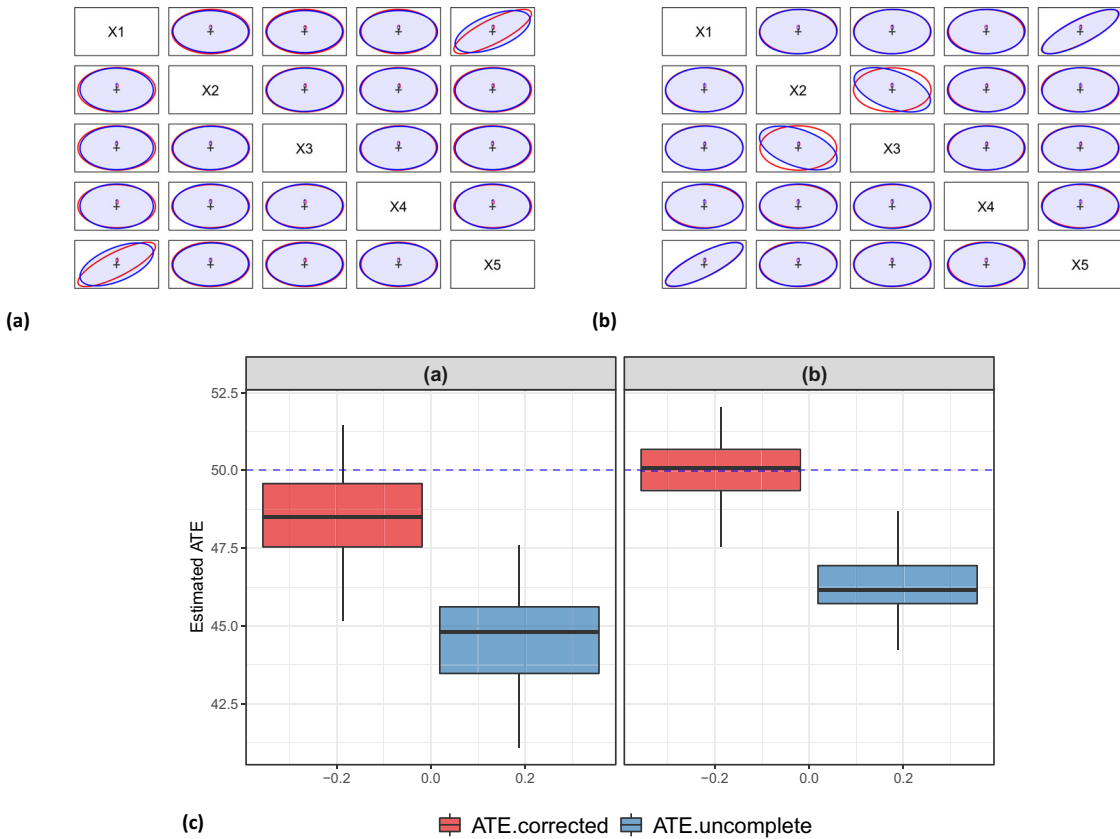 X1
X1
X2
X2
X3
X3
X4
X4
X5
X5
(a)
(b)
(a)
(b)
Estimated ATE
52.5
50.0
47.5
45.0
42.5
−0.2
0.0
0.2
−0.2
0.0
0.2
(c)
ATE.corrected
ATE.uncomplete